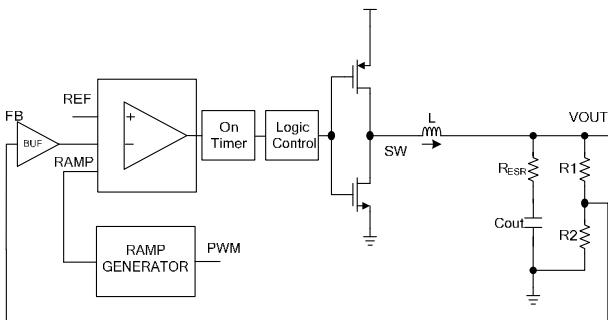 FB
BUF
REF
RAMP
+
−
On
Timer
Logic
Control
SW
L
VOUT
RESR
R1
Cout
R2
RAMP
GENERATOR
PWM